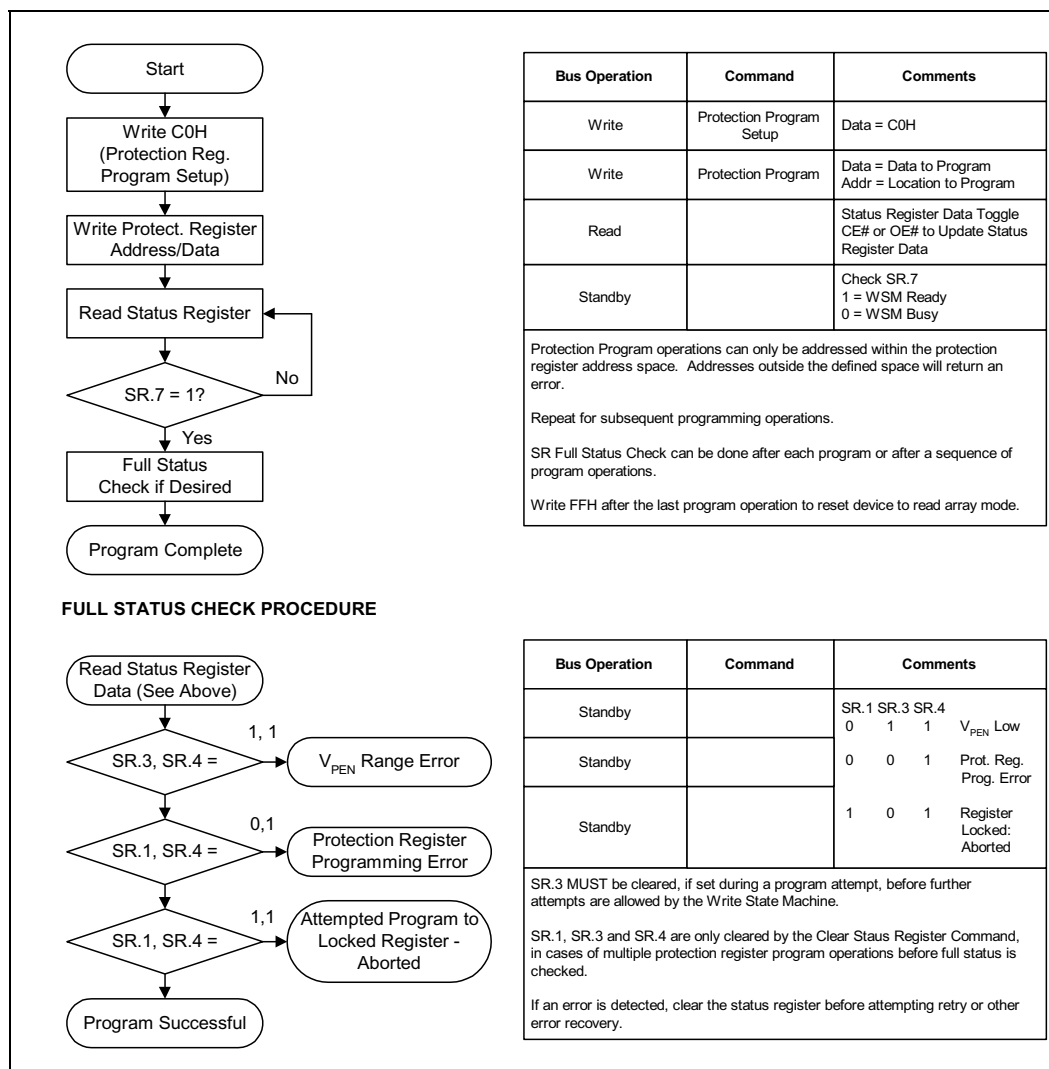 Start
Write C0H
(Protection Reg.
Program Setup)
Write Protect. Register
Address/Data
Read Status Register
No
SR.7 = 1?
Yes
Full Status
Check if Desired
Program Complete
Bus Operation Command Comments
Write Protection Program Setup Data = C0H
Write Protection Program Data = Data to Program
Addr = Location to Program
Read Status Register Data Toggle
CE# or OE# to Update Status
Register Data
Standby Check SR.7
1 = WSM Ready
0 = WSM Busy
Protection Program operations can only be addressed within the protection
register address space. Addresses outside the defined space will return an
error.
Repeat for subsequent programming operations.
SR Full Status Check can be done after each program or after a sequence of
program operations.
Write FFH after the last program operation to reset device to read array mode.
FULL STATUS CHECK PROCEDURE
Read Status Register
Data (See Above)
1, 1
SR.3, SR.4 =
VPEN Range Error
0,1
SR.1, SR.4 =
Protection Register
Programming Error
1,1
SR.1, SR.4 =
Attempted Program to
Locked Register -
Aborted
Program Successful
Bus Operation Command Comments
Standby SR.1 SR.3 SR.4
0 1 1 VPEN Low
Standby 0 0 1 Prot. Reg.
Prog. Error
Standby 1 0 1 Register
Locked:
Aborted
SR.3 MUST be cleared, if set during a program attempt, before further
attempts are allowed by the Write State Machine.
SR.1, SR.3 and SR.4 are only cleared by the Clear Staus Register Command,
in cases of multiple protection register program operations before full status is
checked.
If an error is detected, clear the status register before attempting retry or other
error recovery.